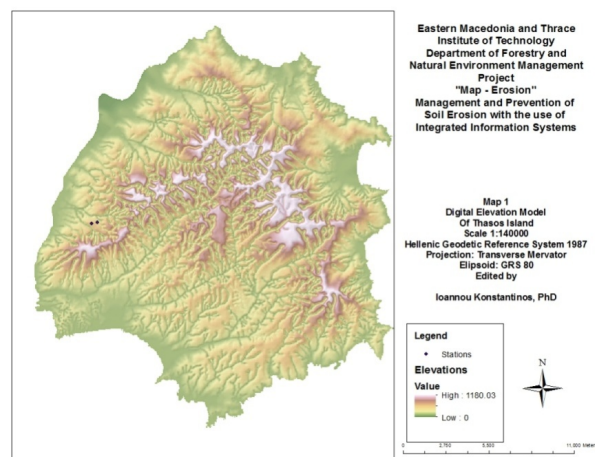 Eastern Macedonia and Thrace
Institute of Technology
Department of Forestry and
Natural Environment Management
Project
"Map - Erosion"
Management and Prevention of
Soil Erosion with the use of
Integrated Information Systems
Map 1
Digital Elevation Model
Of Thasos Island
Scale 1:140000
Hellenic Geodetic Reference System 1987
Projection: Transverse Mervator
Elipsoid: GRS 80
Edited by
Ioannou Konstantinos, PhD
Legend
Stations
Elevations
Value
High : 1180.03
Low : 0
N
0 2,750 5,500 11,000 Meters